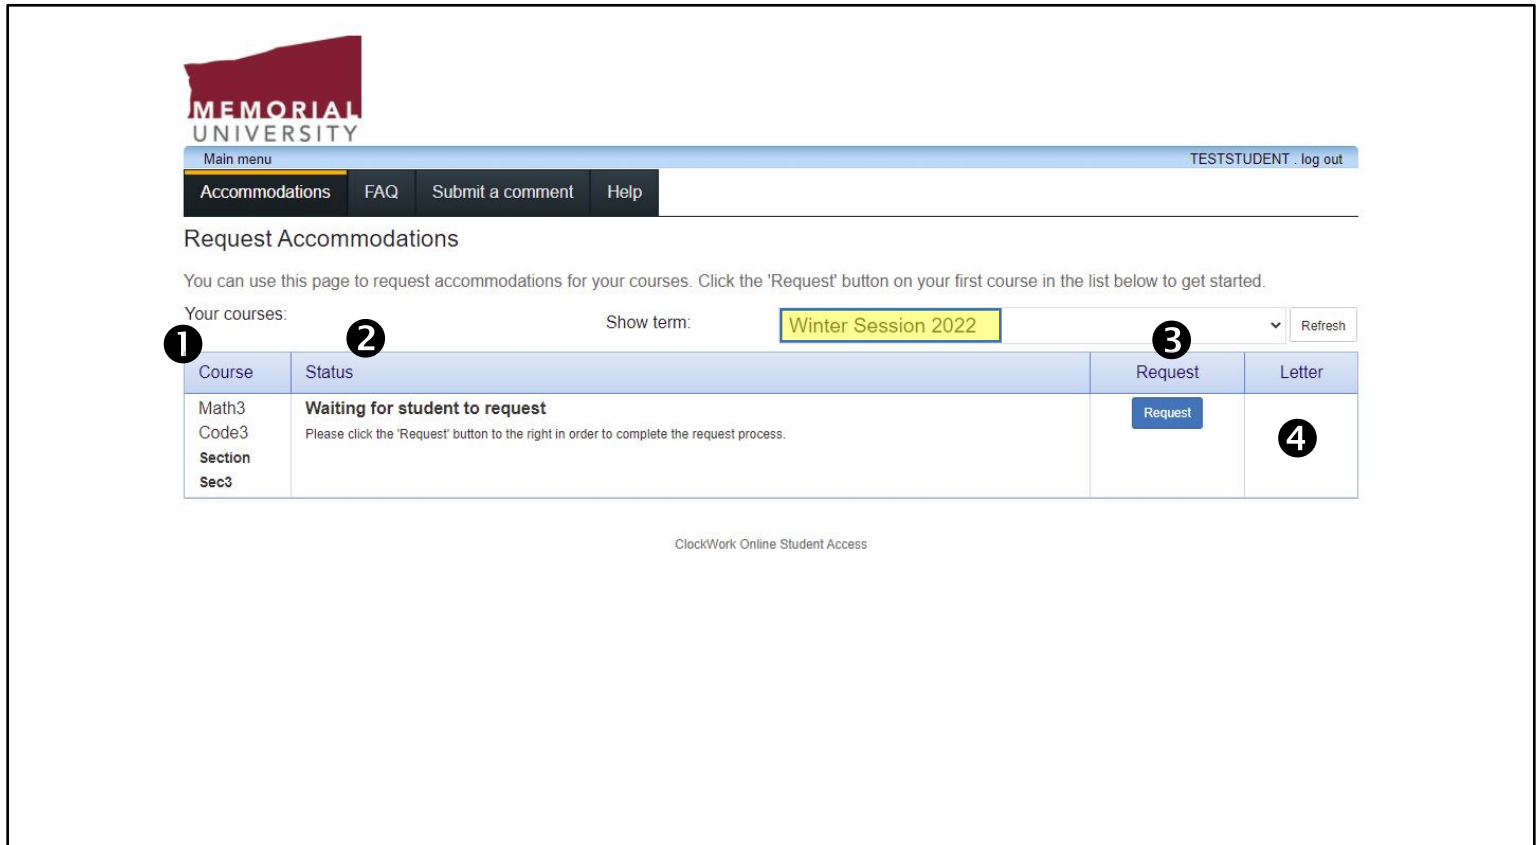 MEMORIAL
UNIVERSITY
Main menu TESTSTUDENT . log out
Accommodations FAQ Submit a comment Help
Request Accommodations
You can use this page to request accommodations for your courses. Click the 'Request' button on your first course in the list below to get started.
Your courses: Show term: Winter Session 2022 Refresh
❶ ❷ ❸
Course Status Request Letter
Math3 Waiting for student to request Request
Code3 Please click the 'Request' button to the right in order to complete the request process. ❹
Section
Sec3
ClockWork Online Student Access